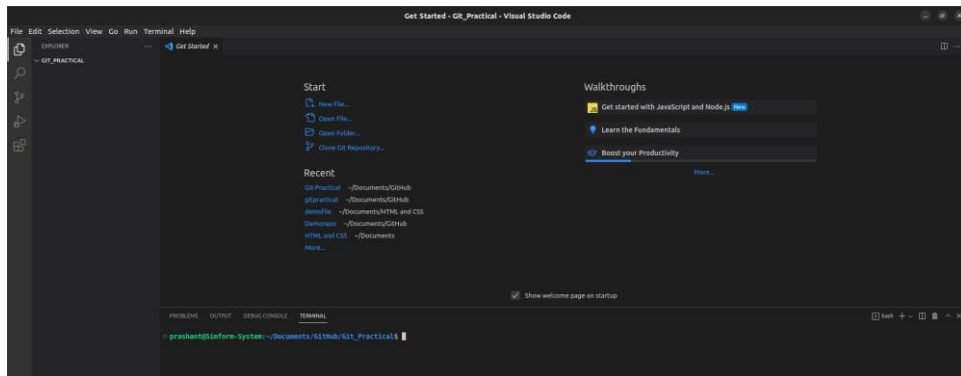 Get Started - Git_Practical - Visual Studio Code
File Edit Selection View Go Run Terminal Help
EXPLORER
Get Started
GIT_PRACTICAL
Start
New File...
Open File...
Open Folder...
Clone Git Repository...
Recent
Git-Practical ~/Documents/GitHub
gitpractical ~/Documents/GitHub
demofile ~/Documents/HTML and CSS
Demorepo ~/Documents/GitHub
HTML and CSS ~/Documents
More...
Walkthroughs
JS Get started with JavaScript and Node.js New
Learn the Fundamentals
Boost your Productivity
More...
Show welcome page on startup
PROBLEMS OUTPUT DEBUG CONSOLE TERMINAL
bash
prashant@Simform-System:~/Documents/GitHub/Git_Practical$